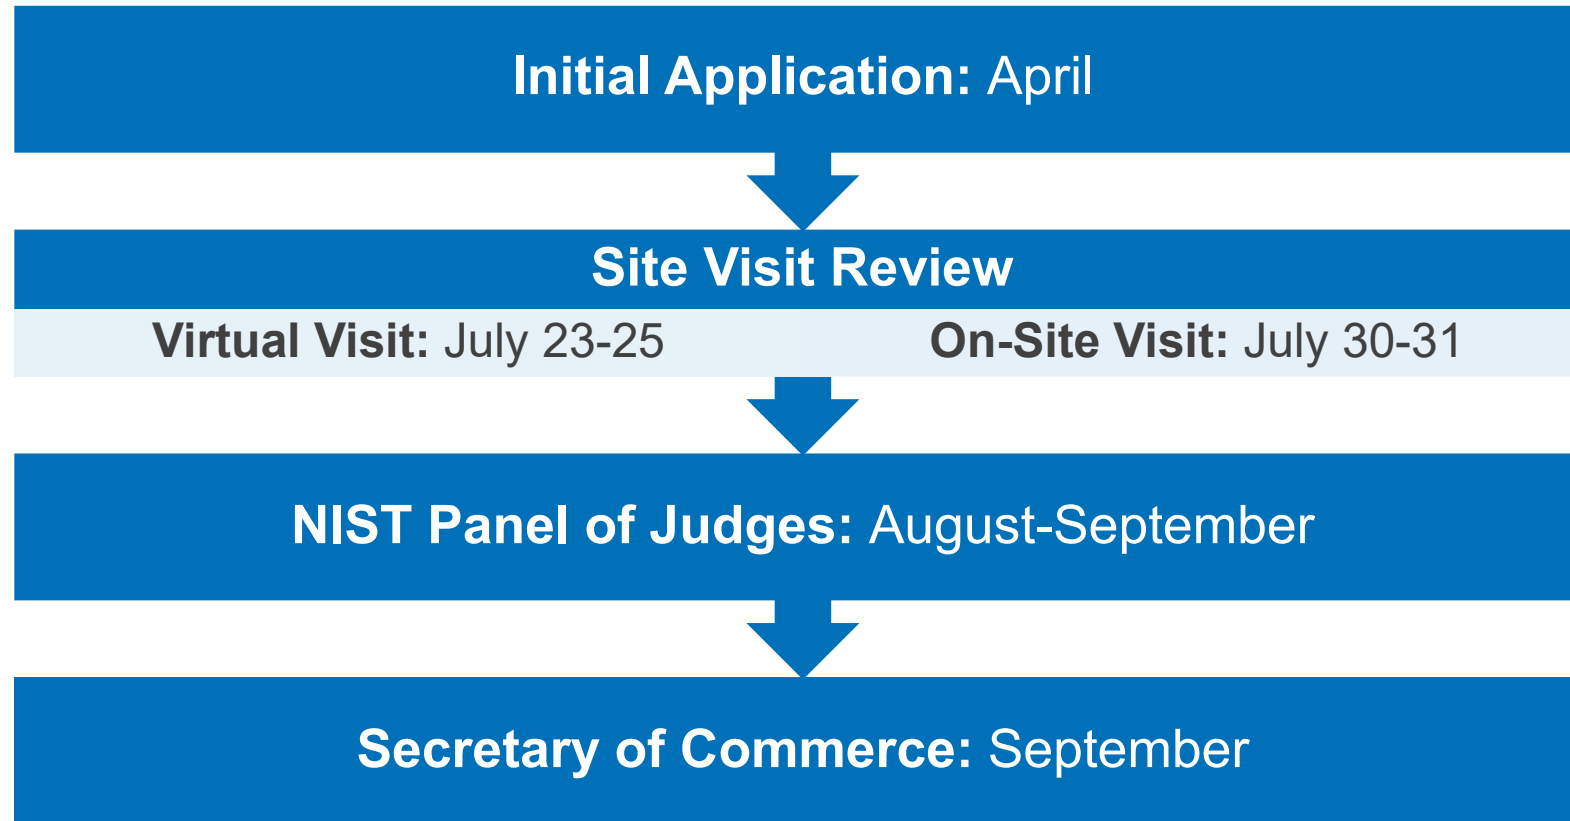 Initial Application: April
Site Visit Review
Virtual Visit: July 23-25
On-Site Visit: July 30-31
NIST Panel of Judges: August-September
Secretary of Commerce: September